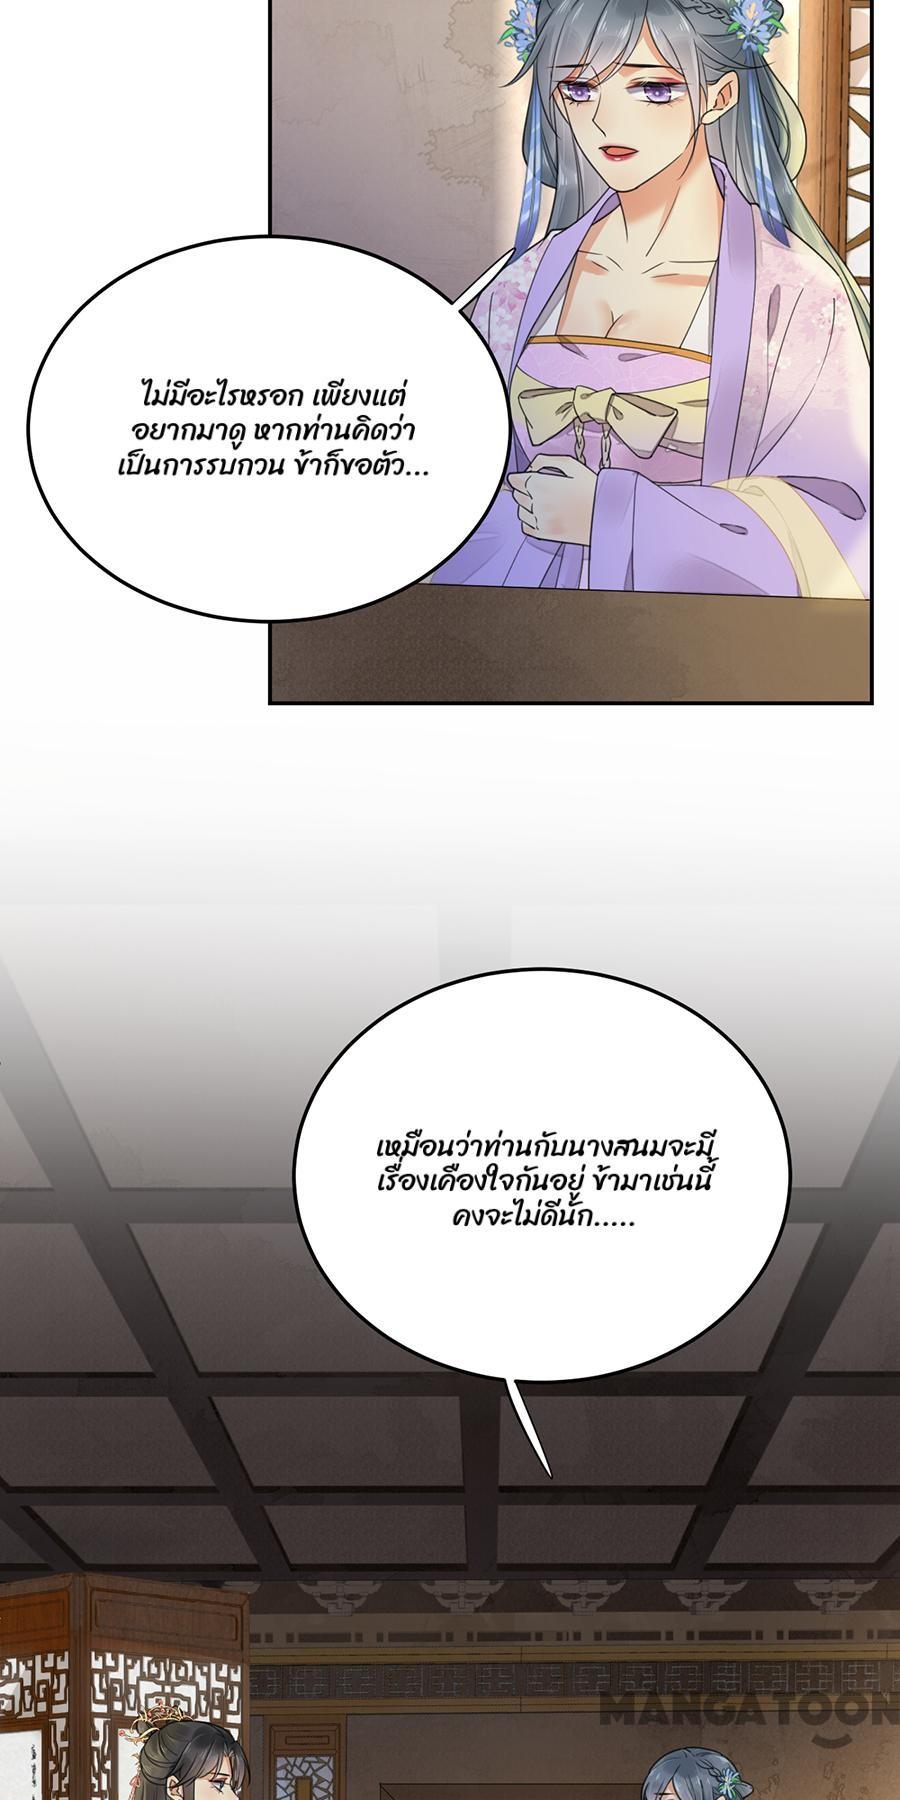 ไม่มีอะไรหรอก เพียงแต่
อยากมาดู หากท่านคิดว่า
เป็นการรบกวน ข้าก็ขอตัว...
เหมือนว่าท่านกับนางสนมจะมี
เรื่องเคืองใจกันอยู่ ข้ามาเช่นนี้
คงจะไม่ดีนัก.....
MANGATOON